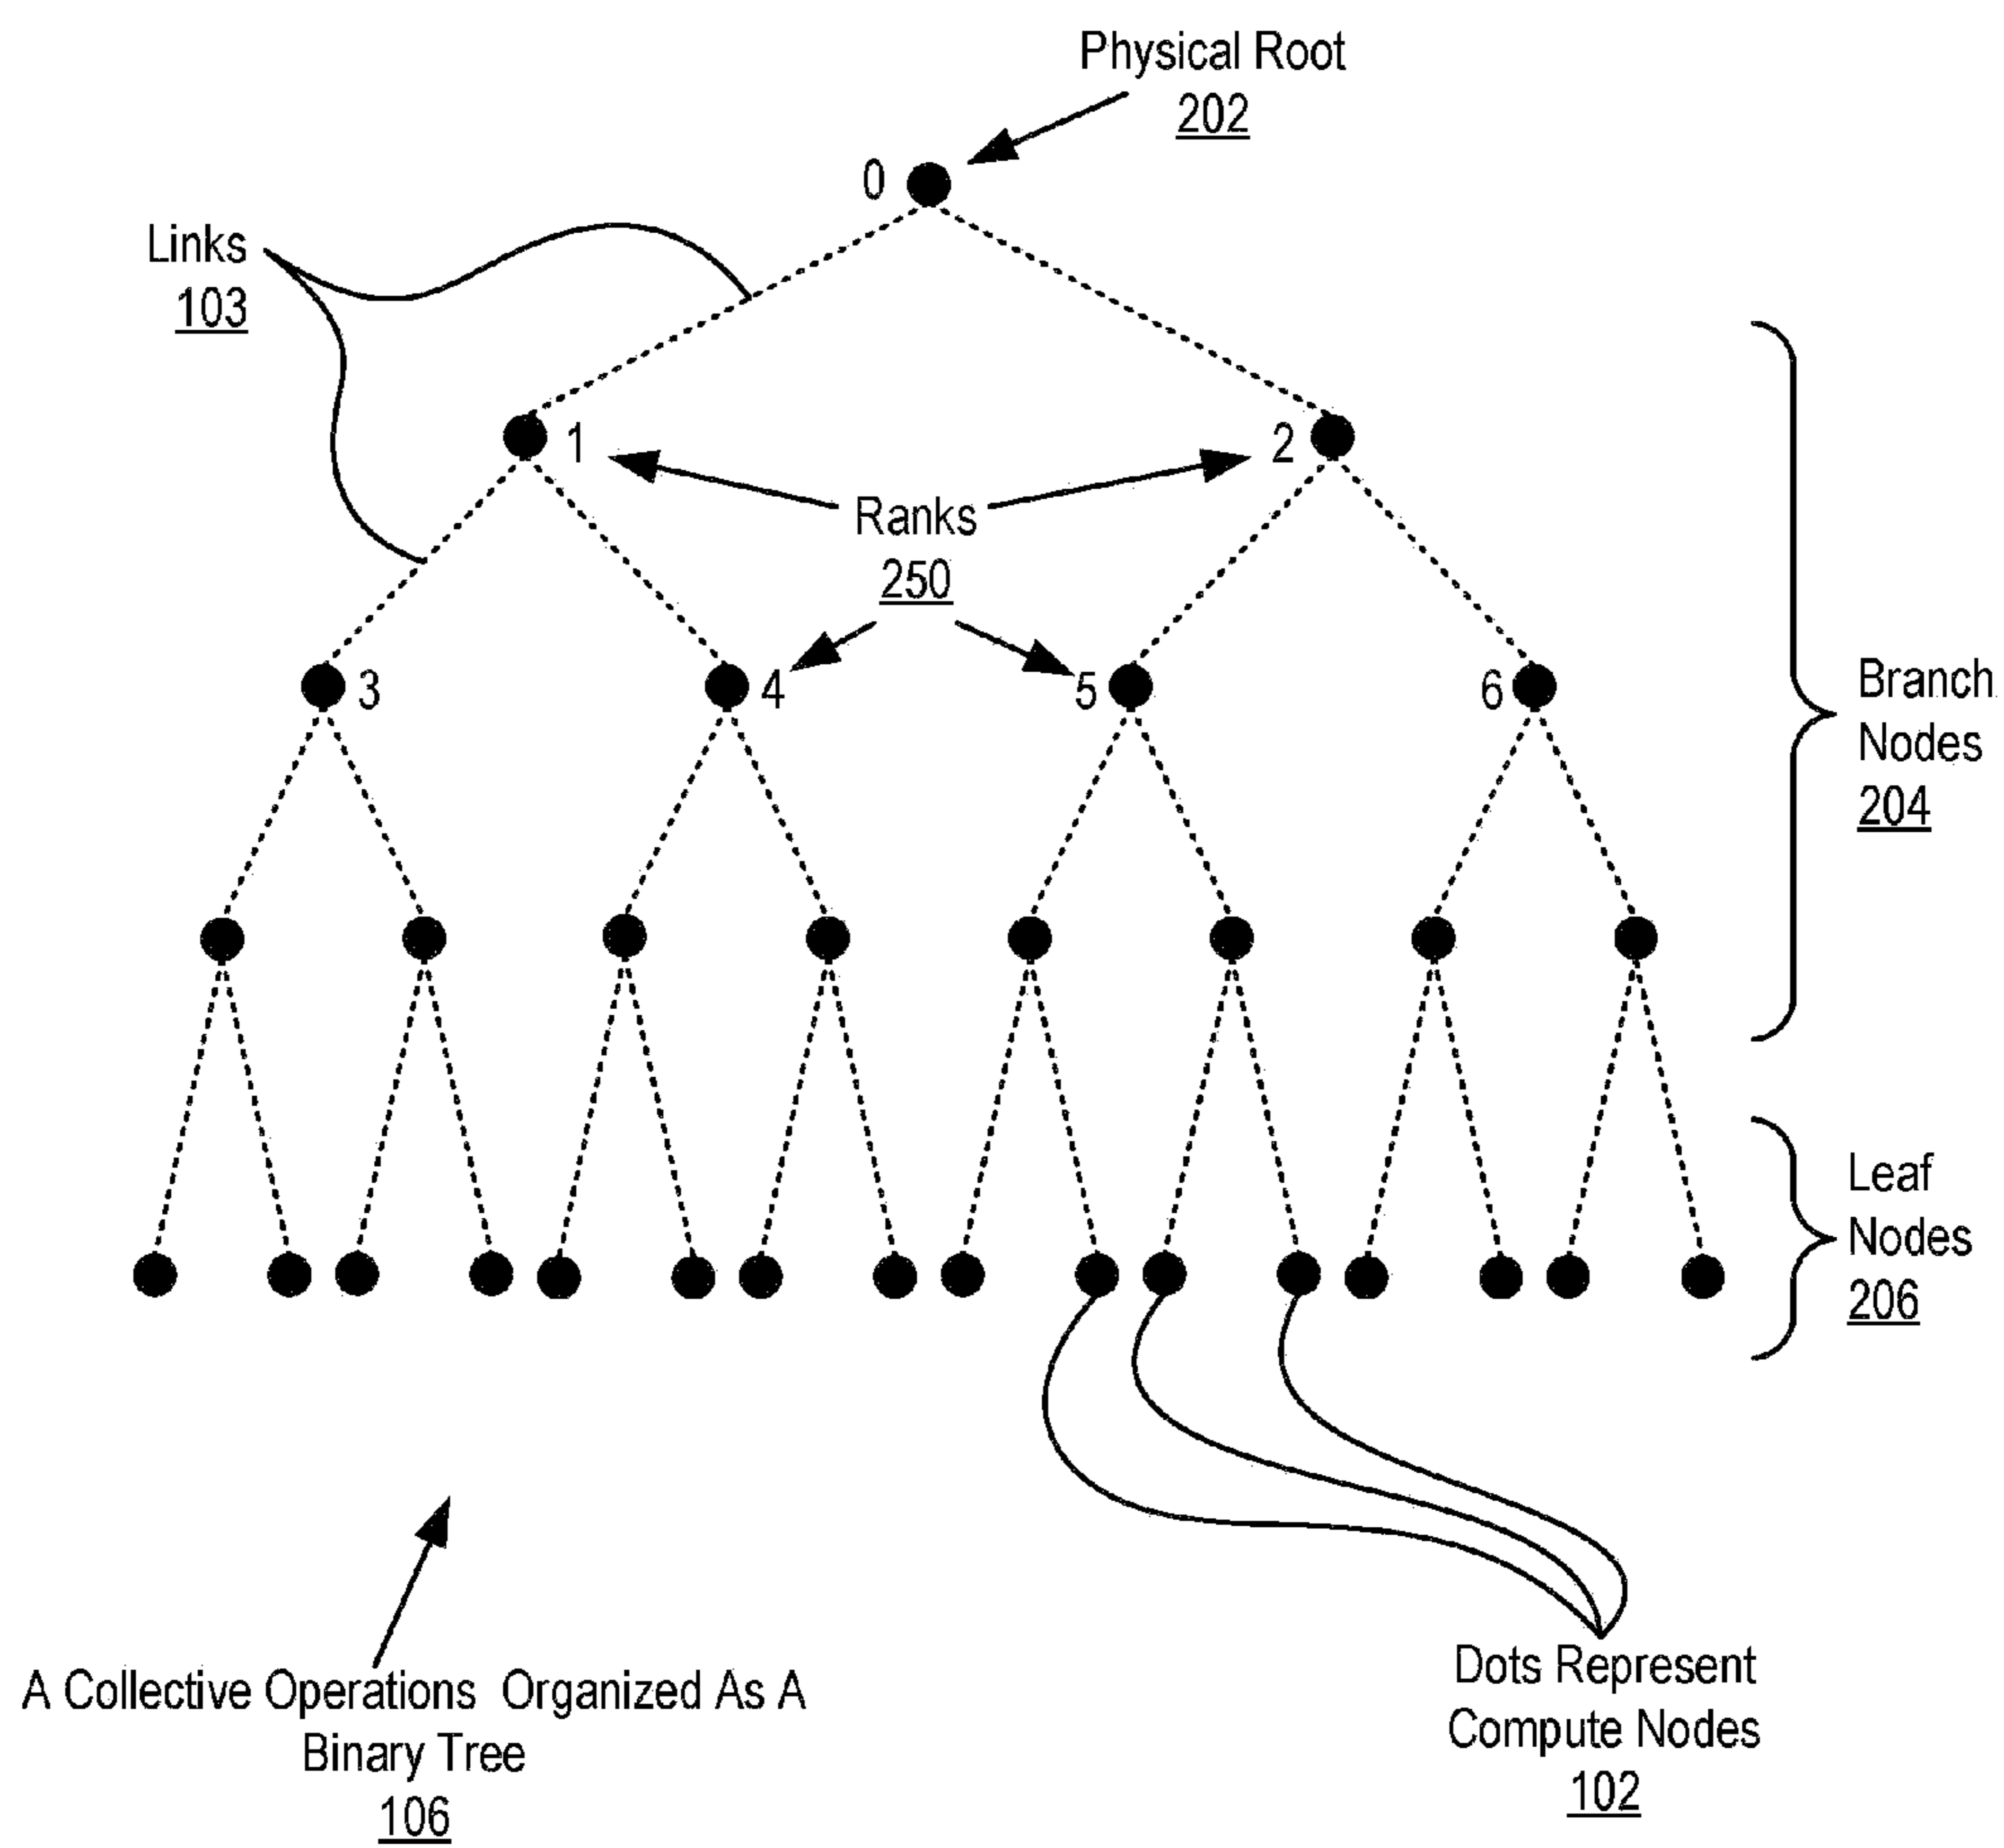 Physical Root
202
0
Links
103
1
2
Ranks
250
3
4
5
6
Branch
Nodes
204
Leaf
Nodes
206
A Collective Operations Organized As A
Binary Tree
106
Dots Represent
Compute Nodes
102